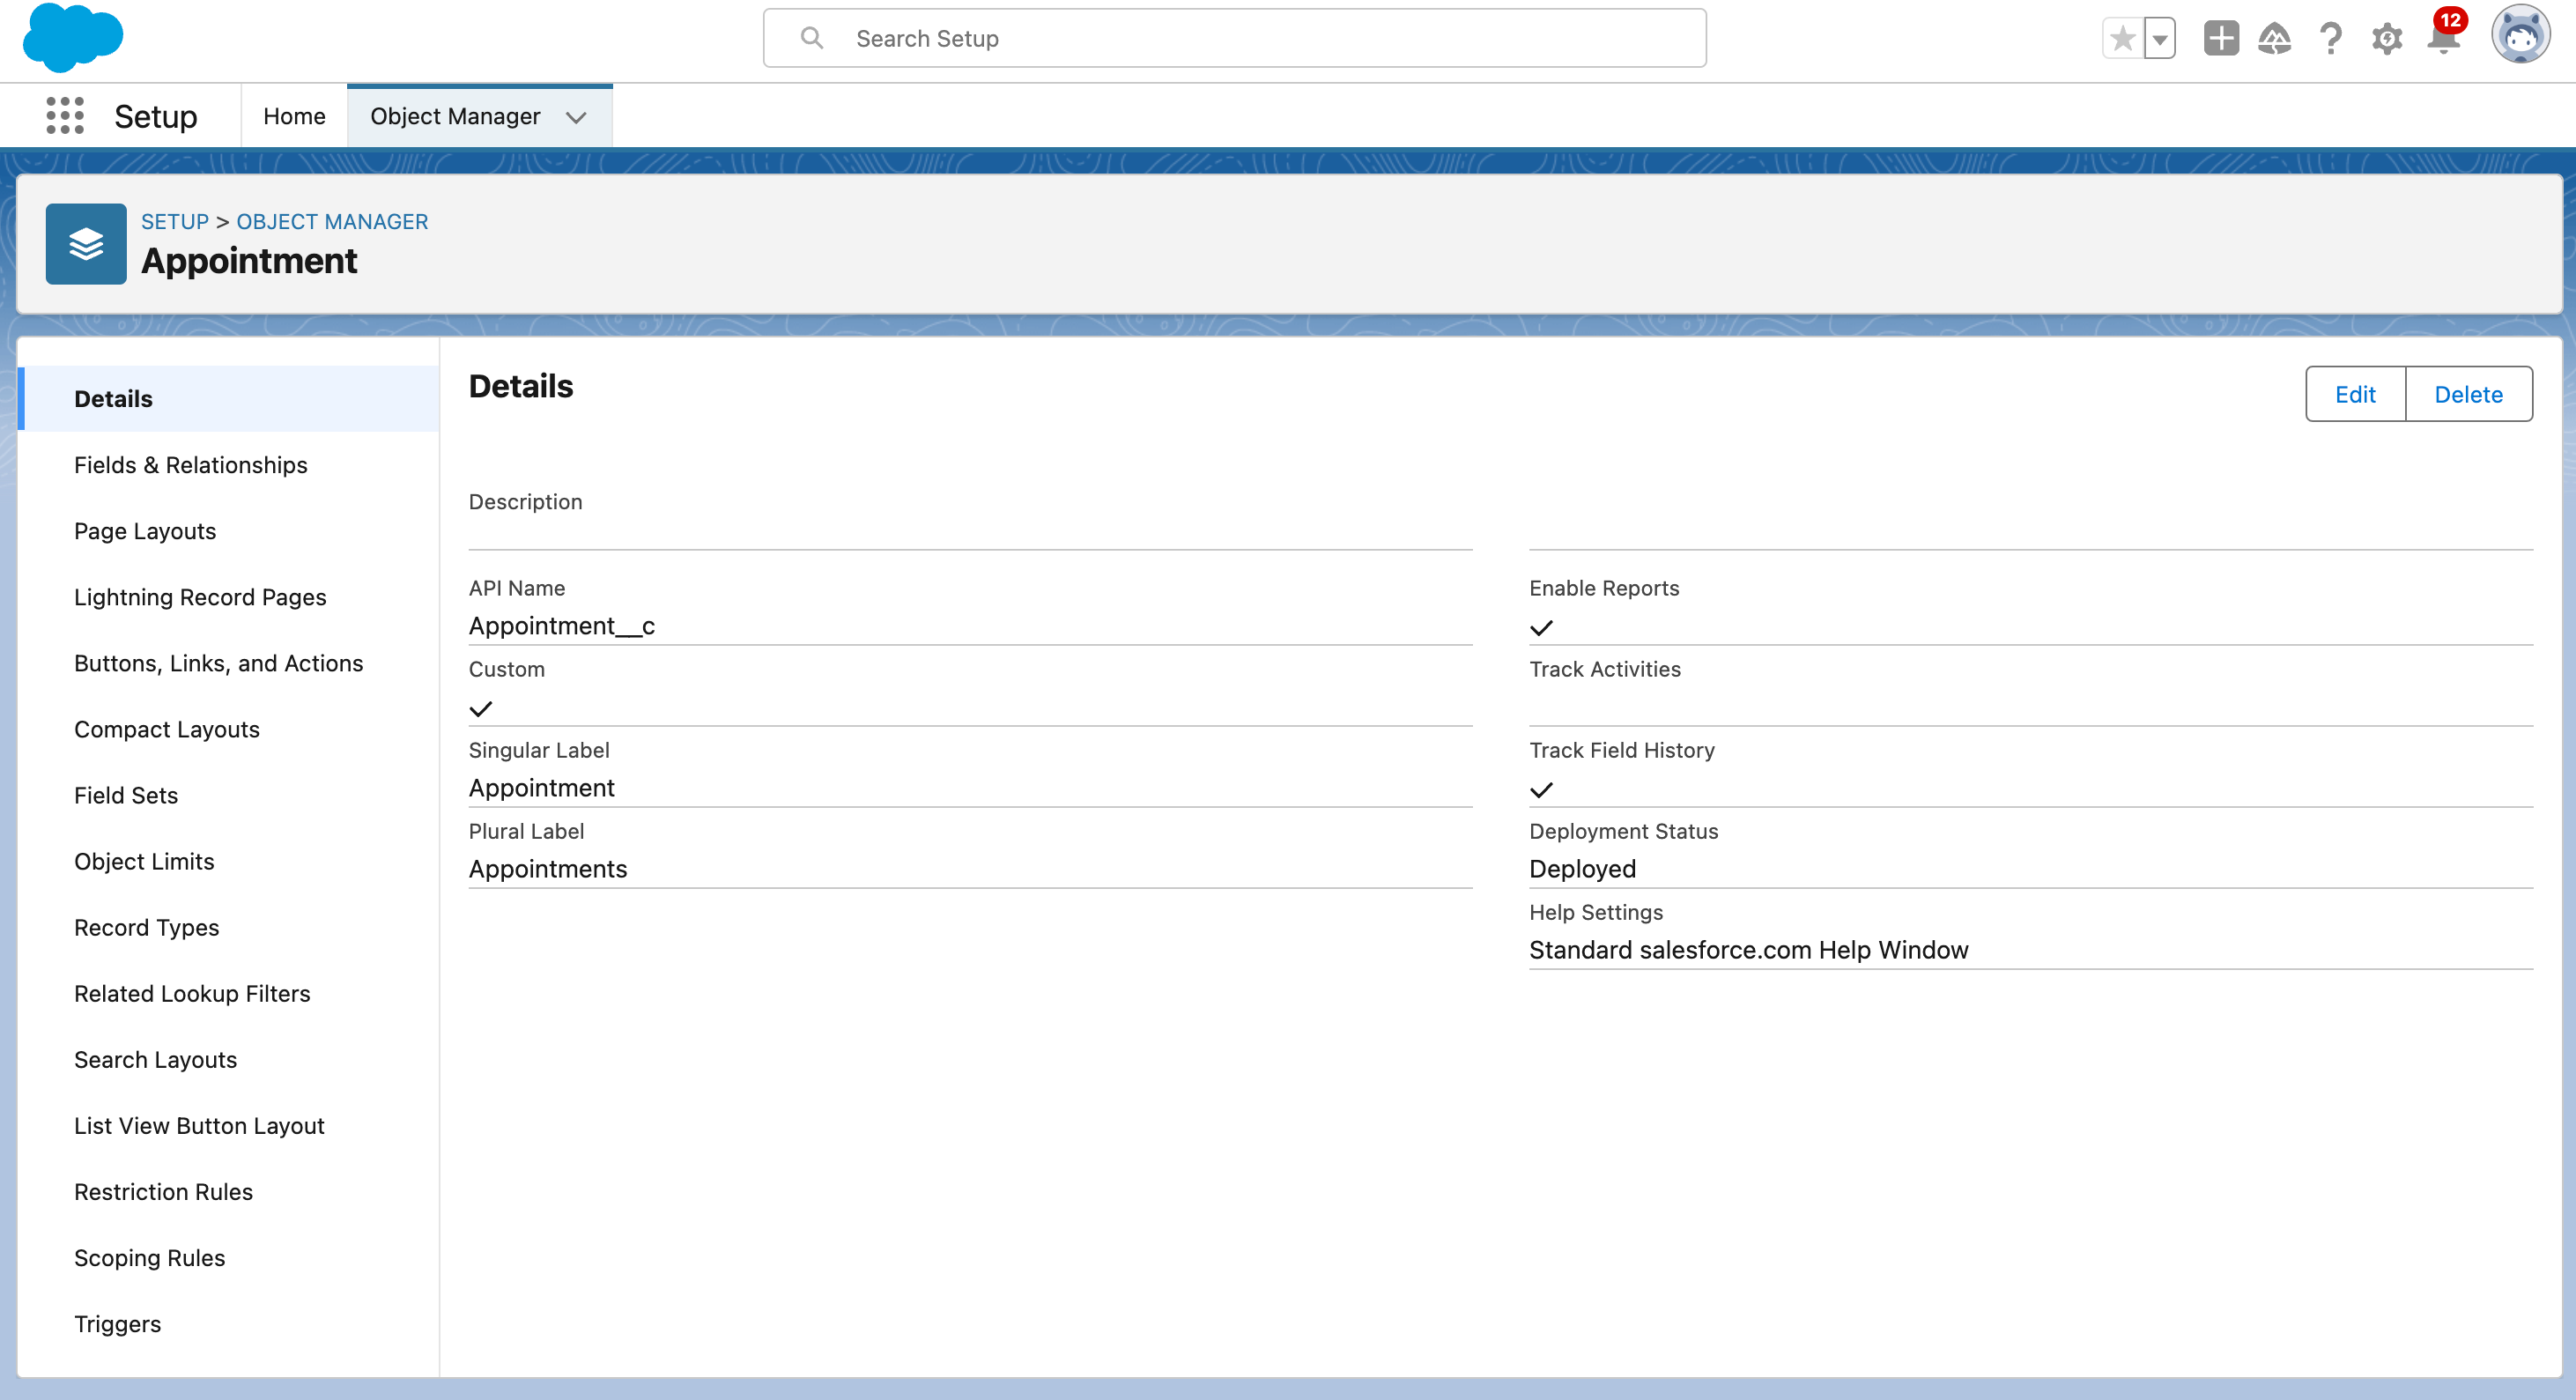 Search Setup
12
Setup
Home
Object Manager
SETUP > OBJECT MANAGER
Appointment
Details
Fields & Relationships
Page Layouts
Lightning Record Pages
Buttons, Links, and Actions
Compact Layouts
Field Sets
Object Limits
Record Types
Related Lookup Filters
Search Layouts
List View Button Layout
Restriction Rules
Scoping Rules
Triggers
Details
Edit
Delete
Description
API Name
Appointment__c
Custom
Singular Label
Appointment
Plural Label
Appointments
Enable Reports
Track Activities
Track Field History
Deployment Status
Deployed
Help Settings
Standard salesforce.com Help Window